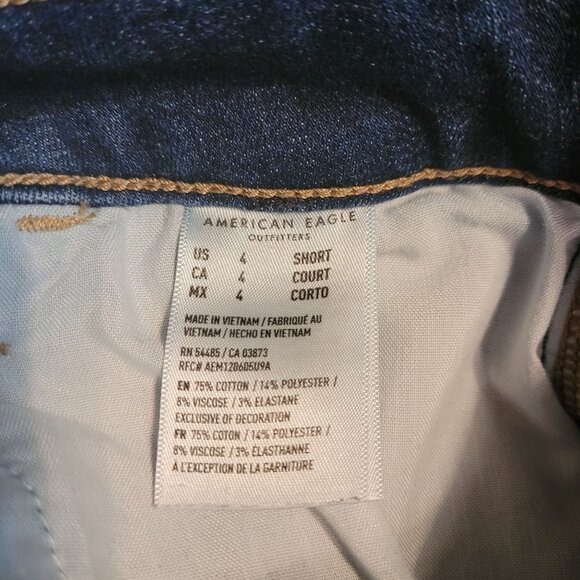 AMERICAN EAGLE
OUTFITTERS
US 4 SHORT
CA 4 COURT
MX 4 CORTO
MADE IN VIETNAM / FABRIQUÉ AU
VIETNAM / HECHO EN VIETNAM
RN 54485 / CA 03873
RFC# AEM120605U9A
EN 75% COTTON / 14% POLYESTER /
8% VISCOSE / 3% ELASTANE
EXCLUSIVE OF DECORATION
FR 75% COTON / 14% POLYESTER /
8% VISCOSE / 3% ÉLASTHANNE
À L'EXCEPTION DE LA GARNITURE